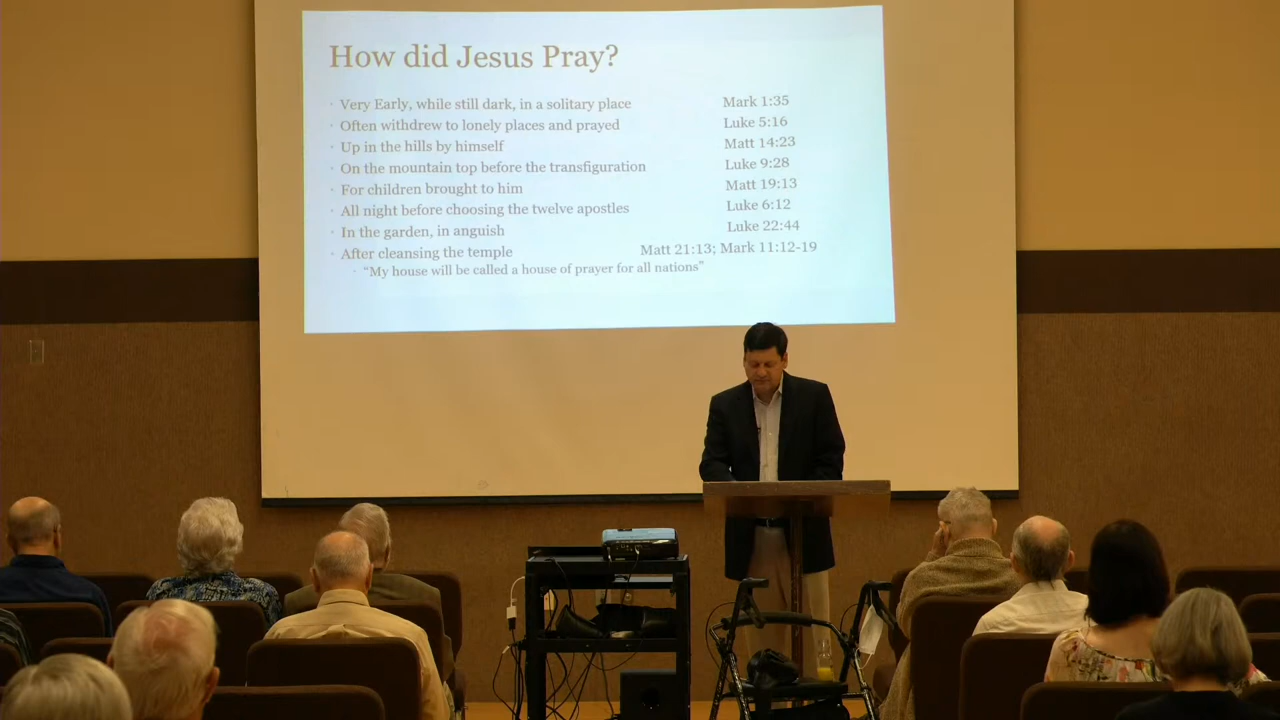 How did Jesus Pray?
Very Early, while still dark, in a solitary place Mark 1:35
Often withdrew to lonely places and prayed Luke 5:16
Up in the hills by himself Matt 14:23
On the mountain top before the transfiguration Luke 9:28
For children brought to him Matt 19:13
All night before choosing the twelve apostles Luke 6:12
In the garden, in anguish Luke 22:44
After cleansing the temple Matt 21:13; Mark 11:12-19
“My house will be called a house of prayer for all nations”